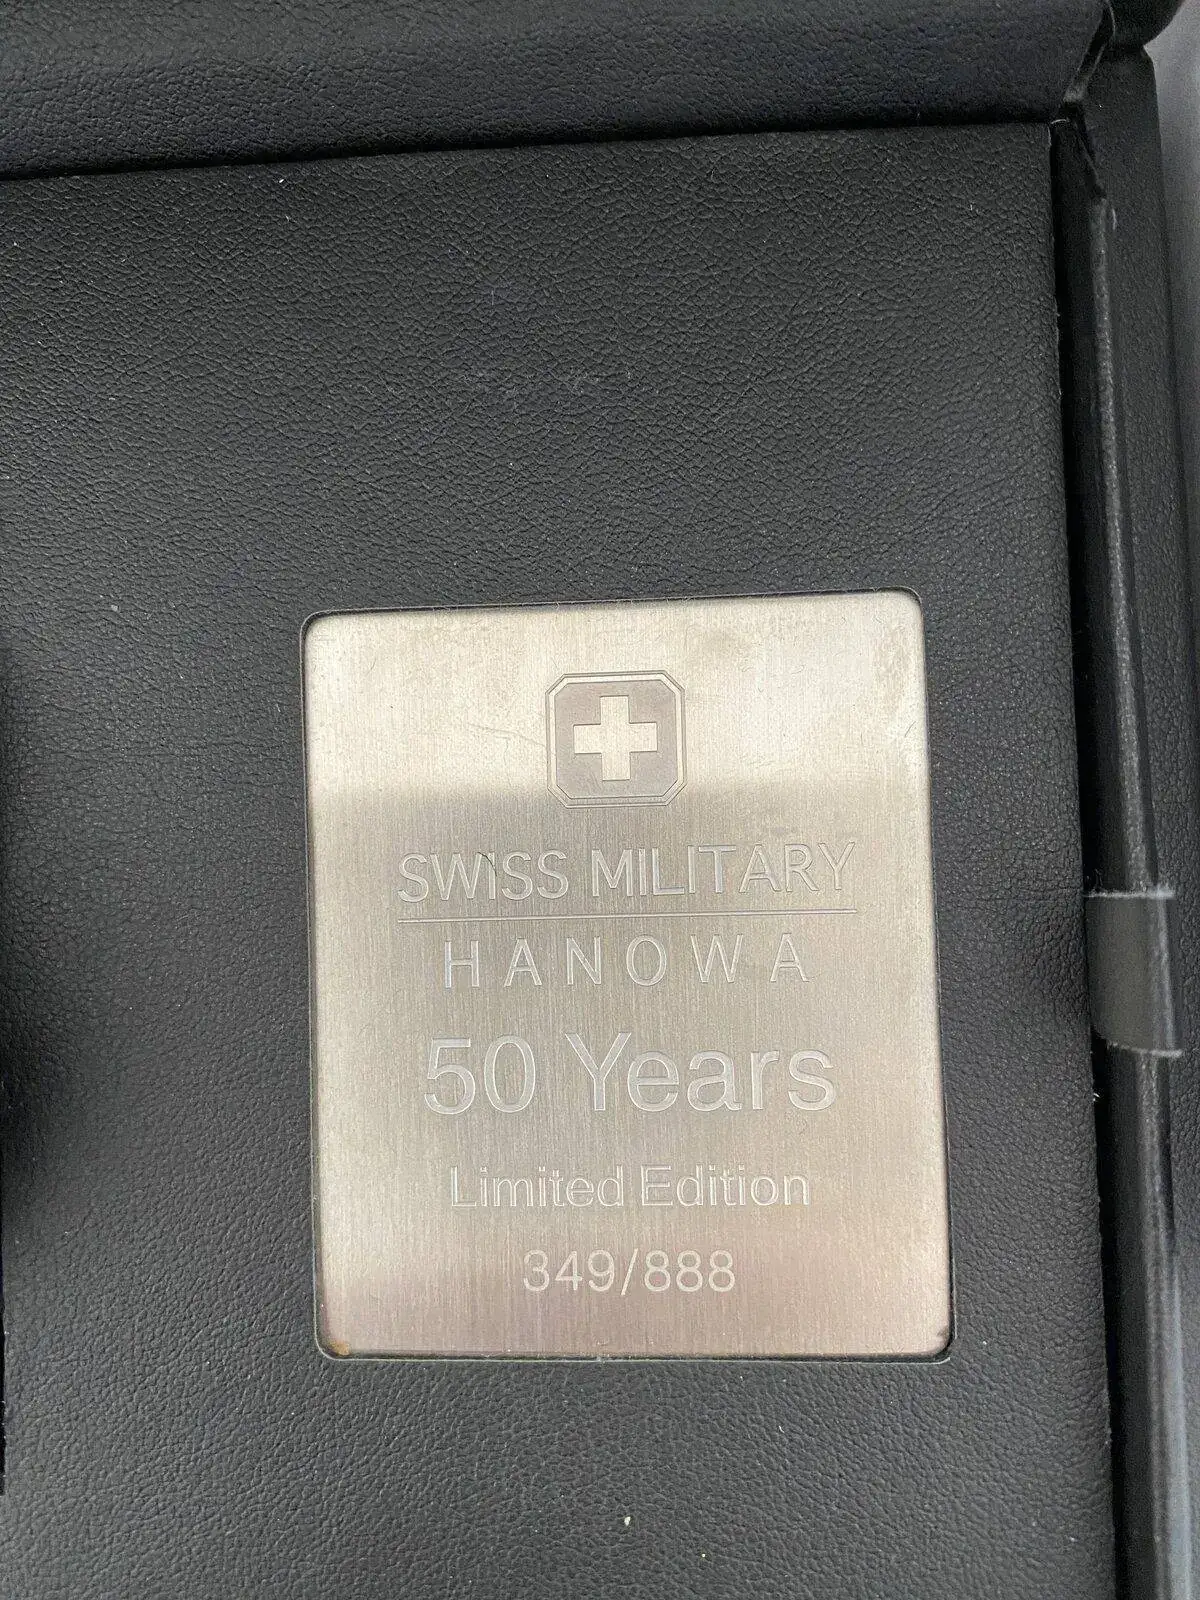 SWISS MILITARY
HANOWA
50 Years
Limited Edition
349/888